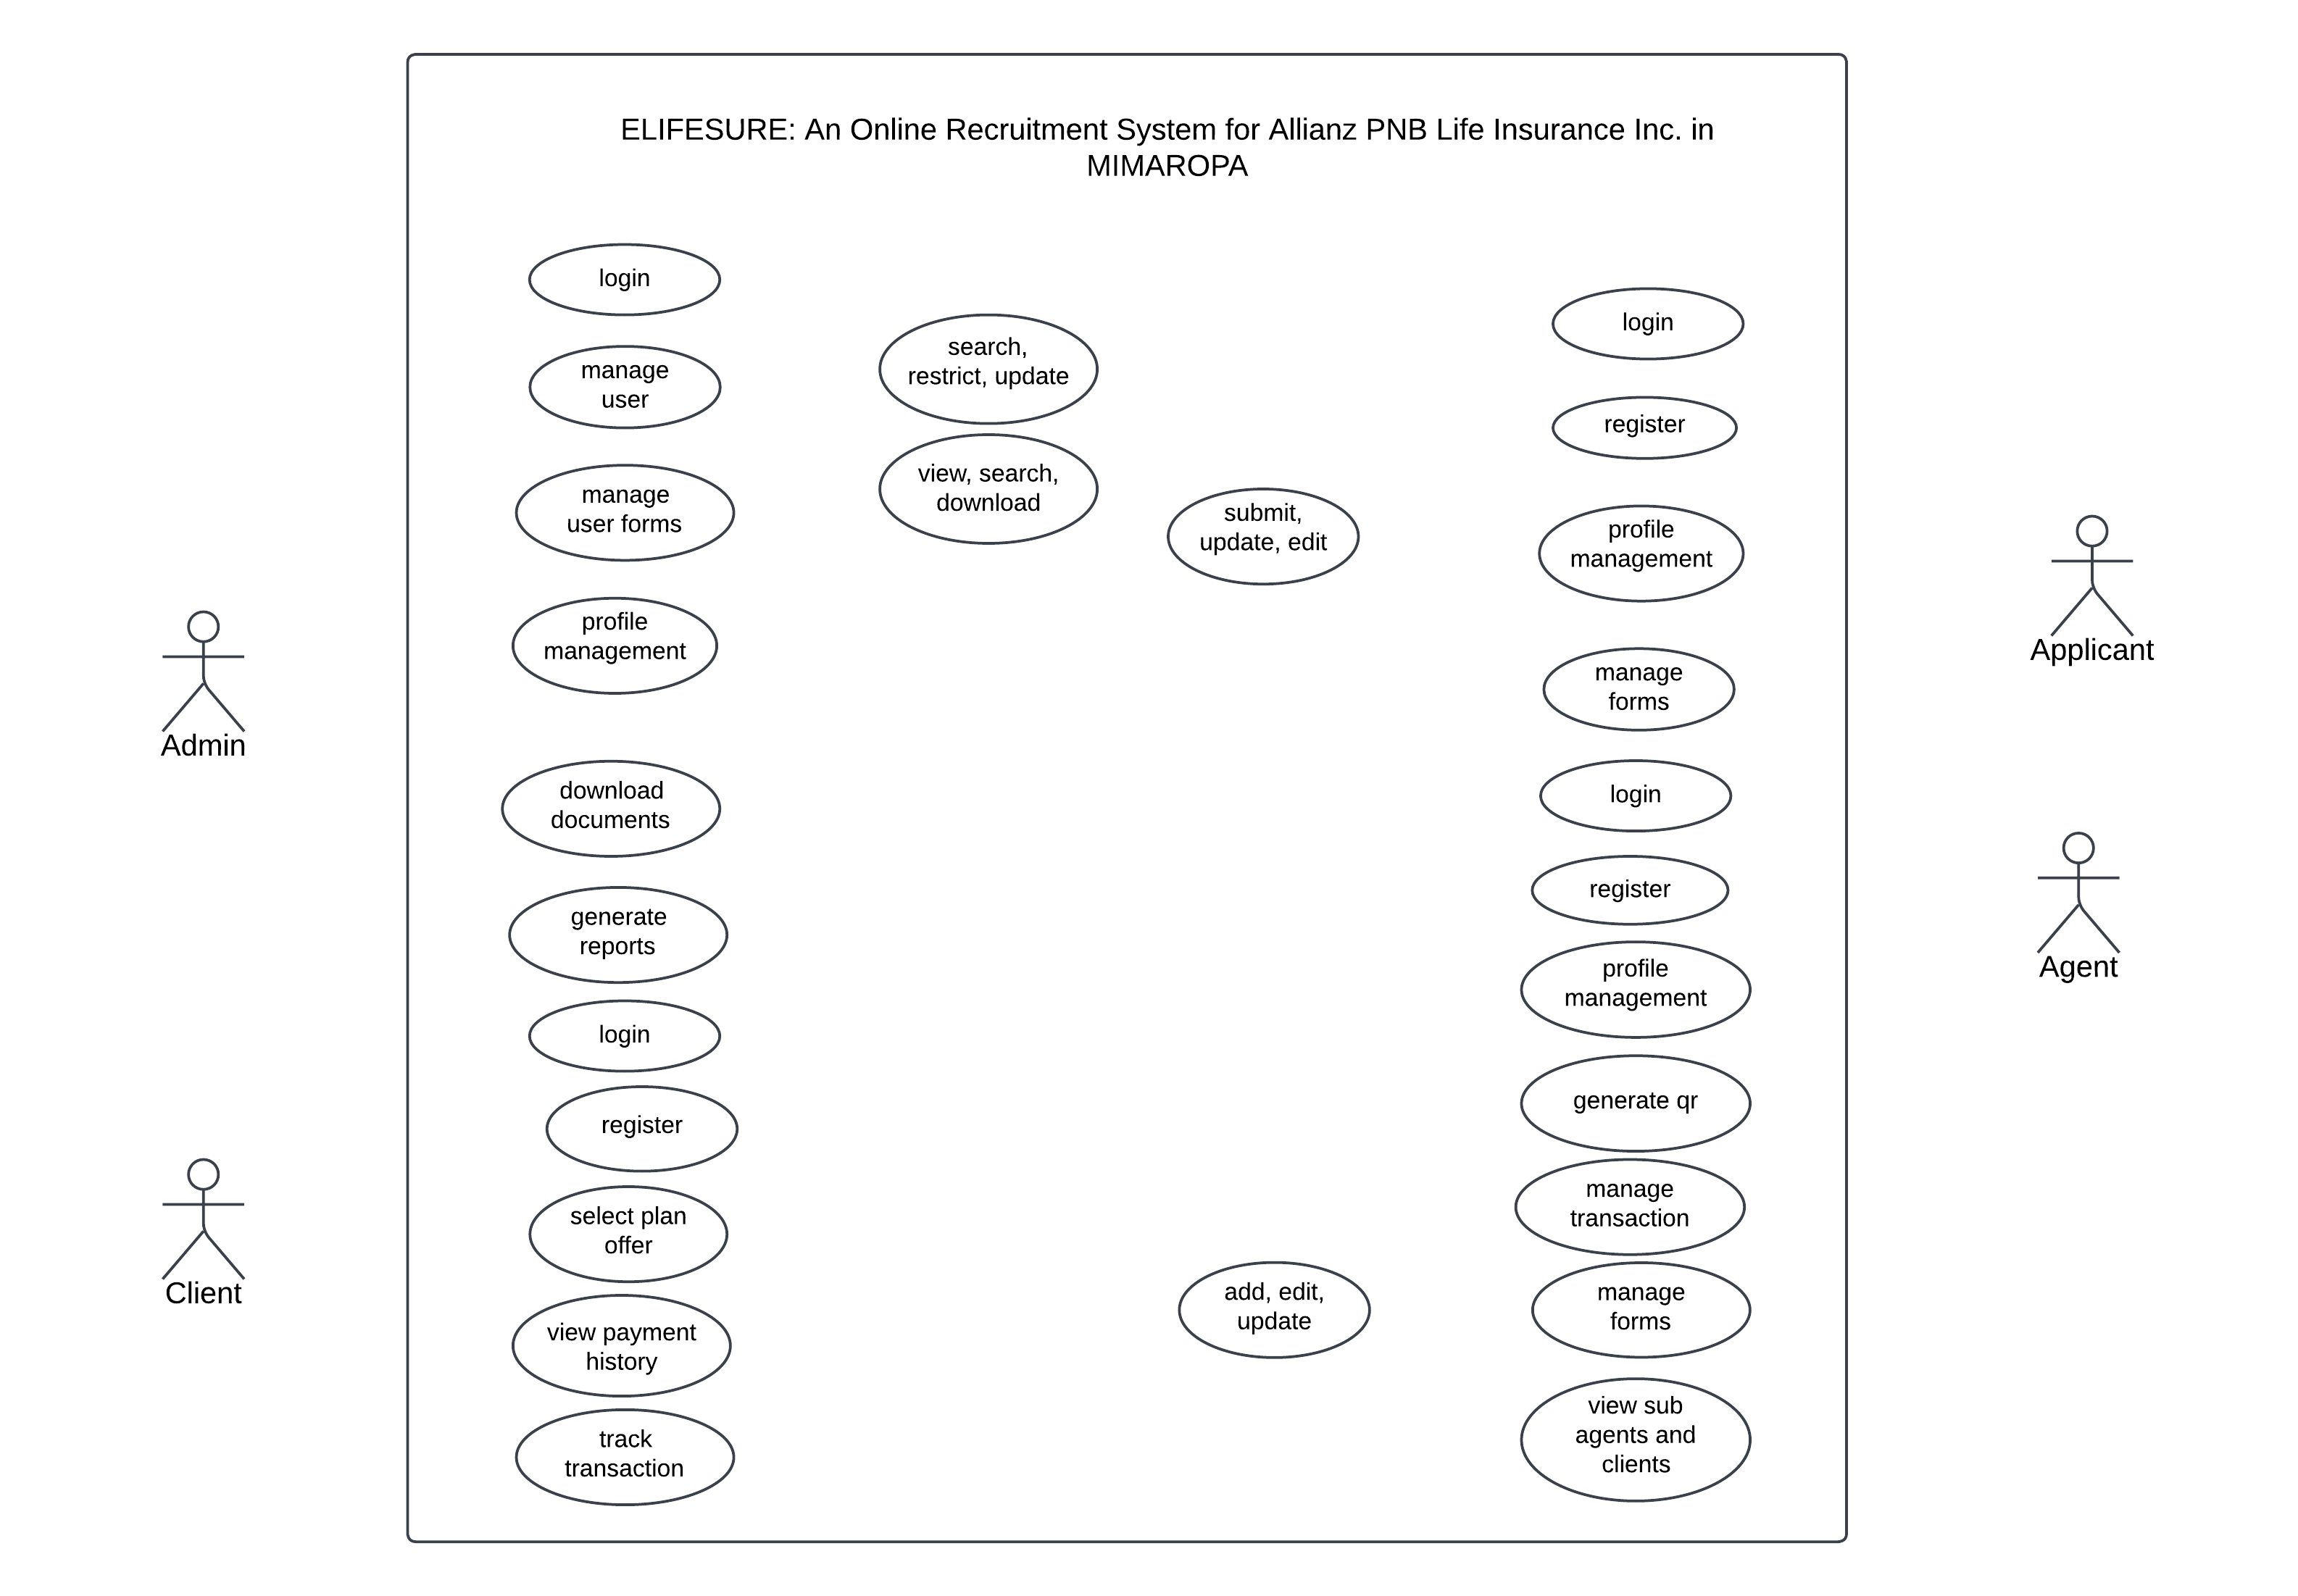 ELIFESURE: An Online Recruitment System for Allianz PNB Life Insurance Inc. in
MIMAROPA
login
manage
user
manage
user forms
profile
management
download
documents
generate
reports
login
register
select plan
offer
view payment
history
track
transaction
search,
restrict, update
view, search,
download
submit,
update, edit
add, edit,
update
login
register
profile
management
manage
forms
login
register
profile
management
generate qr
manage
transaction
manage
forms
view sub
agents and
clients
Admin
Client
Applicant
Agent